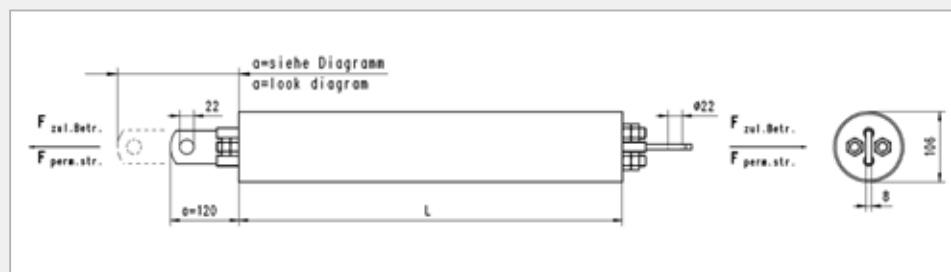 a=siehe Diagramm
a=look diagram
22
ø22
F zul.Betr.
F perm.str.
F zul.Betr.
F perm.str.
106
a=120
L
8